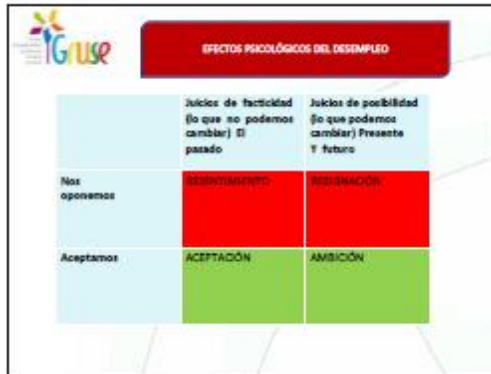 Gruse
EFECTOS PSICOLÓGICOS DEL DESEMPLEO
Juicios de facticidad
(lo que no podemos
cambiar) El
pasado
Juicios de posibilidad
(lo que podemos
cambiar) Presente
Y futuro
Nos
oponemos
RESENTIMIENTO
RESIGNACIÓN
Aceptamos
ACEPTACIÓN
AMBICIÓN